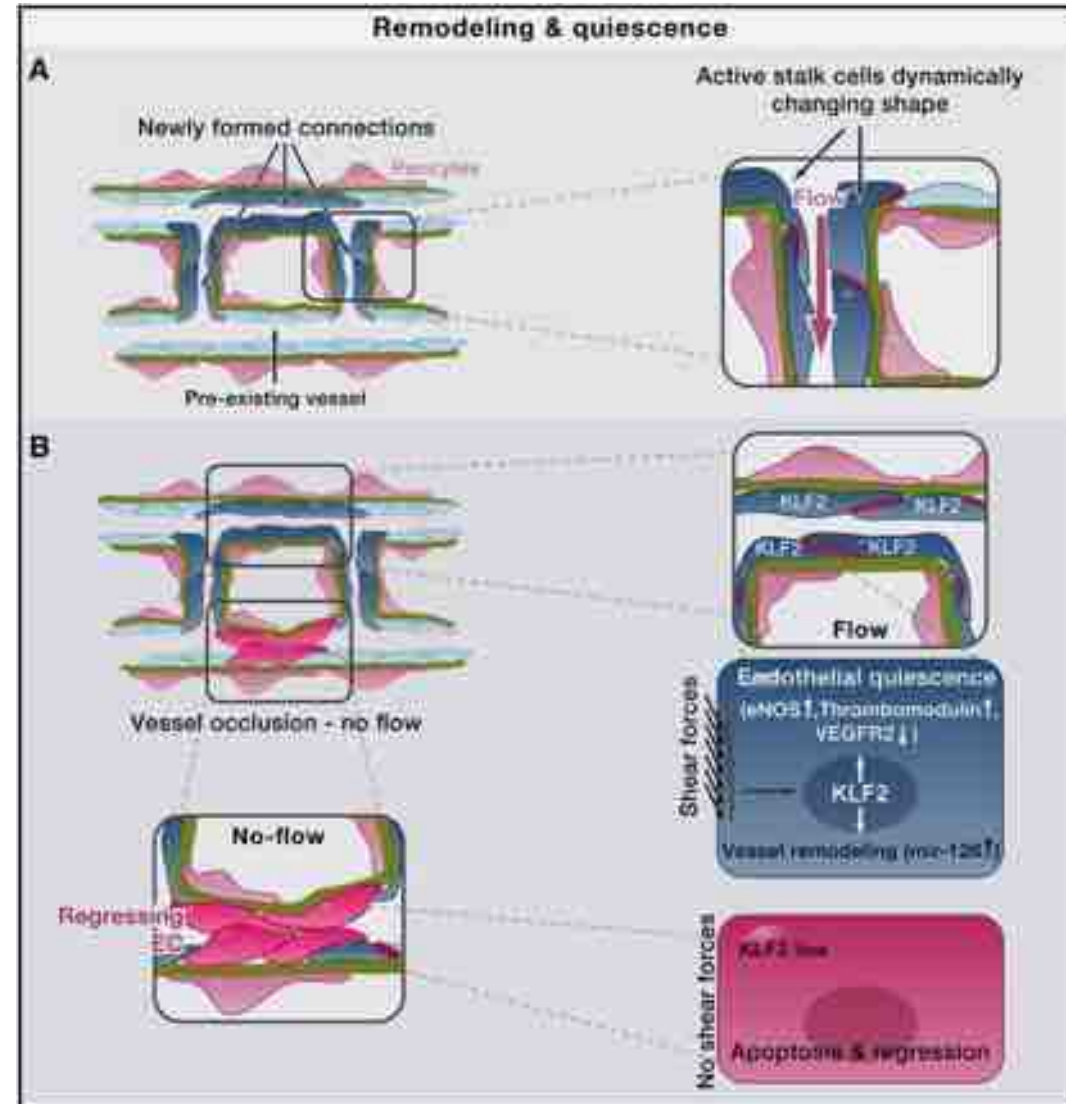 Remodeling & quiescence
A
Active stalk cells dynamically
changing shape
Newly formed connections
Pericytes
Flow
Pre-existing vessel
B
KLF2
KLF2
KLF2
KLF2
Flow
Vessel occlusion - no flow
Shear forces
Endothelial quiescence
(eNOS↑,Thrombomodulin↑,
VEGFR2↓)
KLF2
Vessel remodeling (mir-126↑)
No-flow
Regressing
EC
No shear forces
KLF2 low
Apoptosis & regression